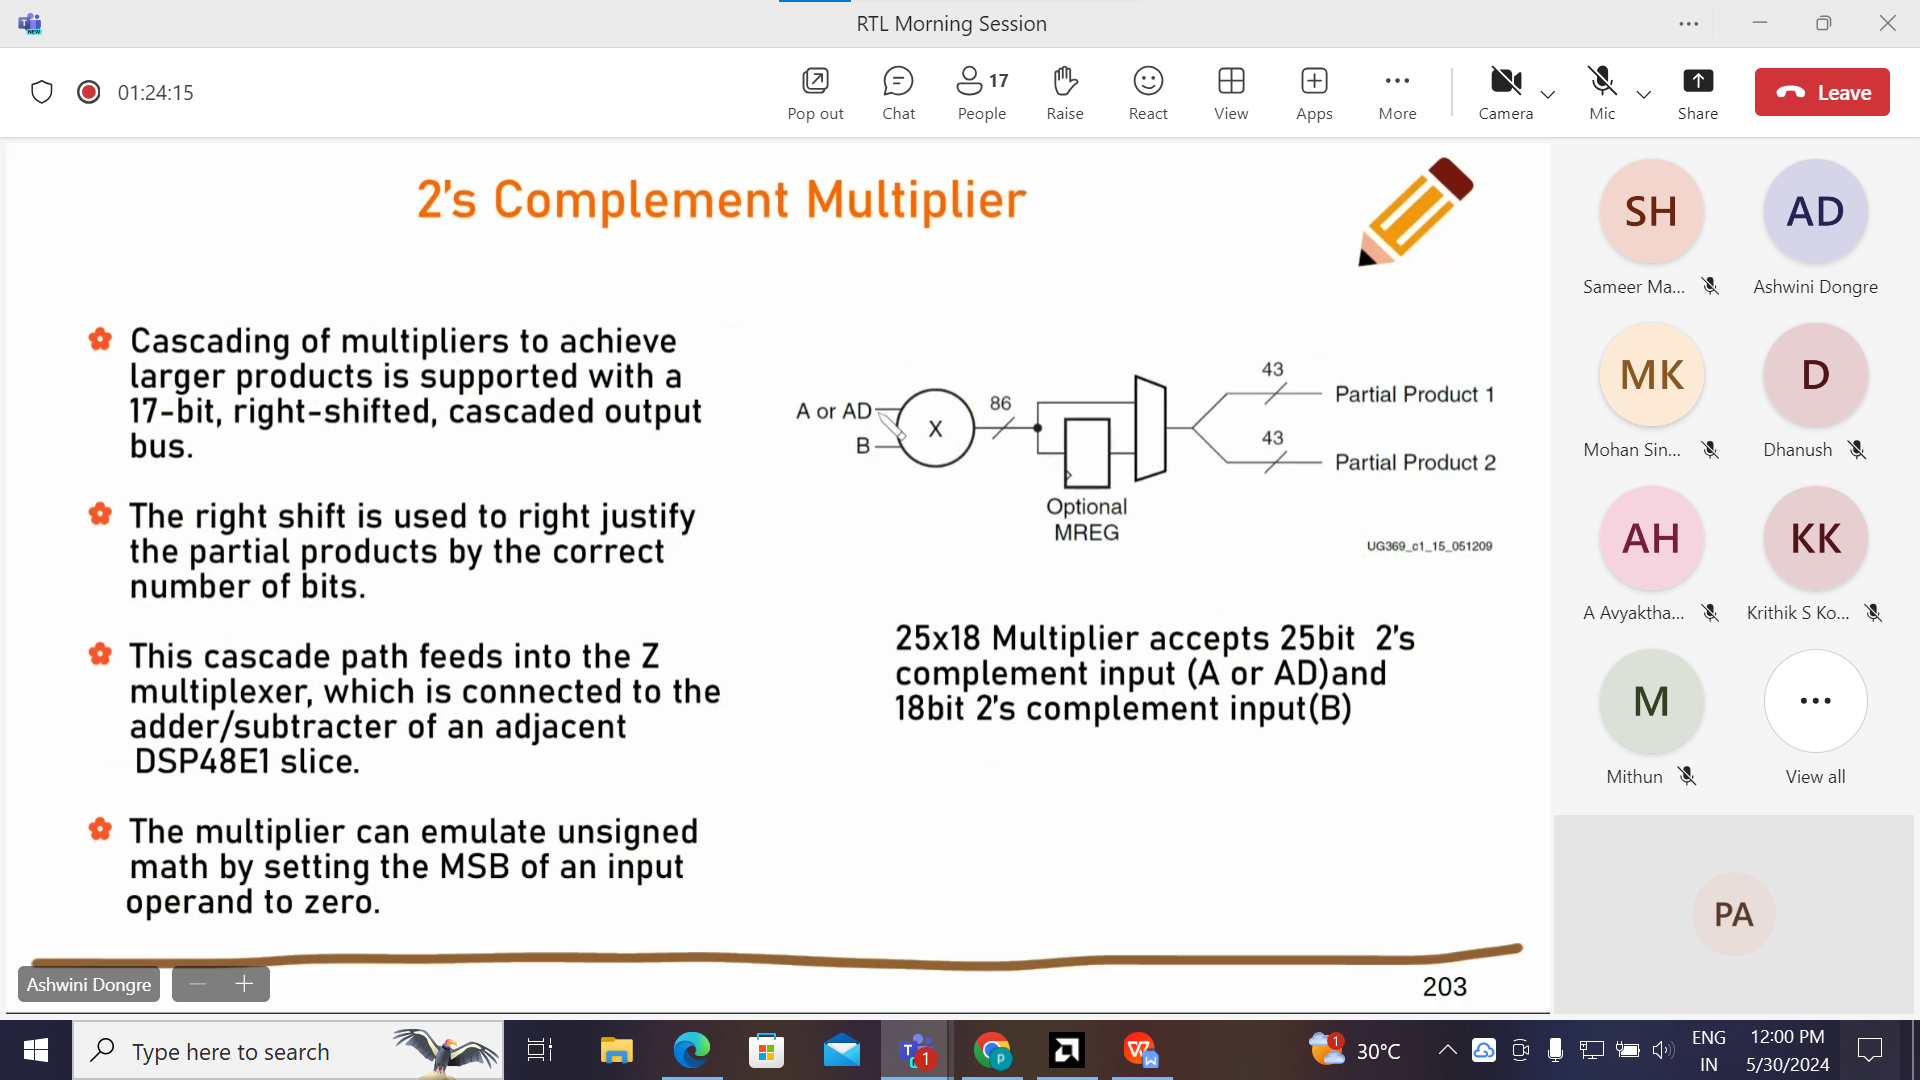 RTL Morning Session
NEW
01:24:15
Pop out
Chat
17
People
Raise
React
View
Apps
More
Camera
Mic
Share
Leave
2's Complement Multiplier
Cascading of multipliers to achieve
larger products is supported with a
17-bit, right-shifted, cascaded output
bus.
The right shift is used to right justify
the partial products by the correct
number of bits.
This cascade path feeds into the Z
multiplexer, which is connected to the
adder/subtracter of an adjacent
DSP48E1 slice.
The multiplier can emulate unsigned
math by setting the MSB of an input
operand to zero.
A or AD
B
X
86
43
Partial Product 1
43
Partial Product 2
Optional
MREG
UG369_c1_15_051209
25x18 Multiplier accepts 25bit 2's
complement input (A or AD)and
18bit 2's complement input(B)
203
Ashwini Dongre
SH
Sameer Ma...
AD
Ashwini Dongre
MK
Mohan Sin...
D
Dhanush
AH
A Avyaktha...
KK
Krithik S Ko...
M
Mithun
View all
PA
Type here to search
1
p
1
30°C
ENG
IN
12:00 PM
5/30/2024